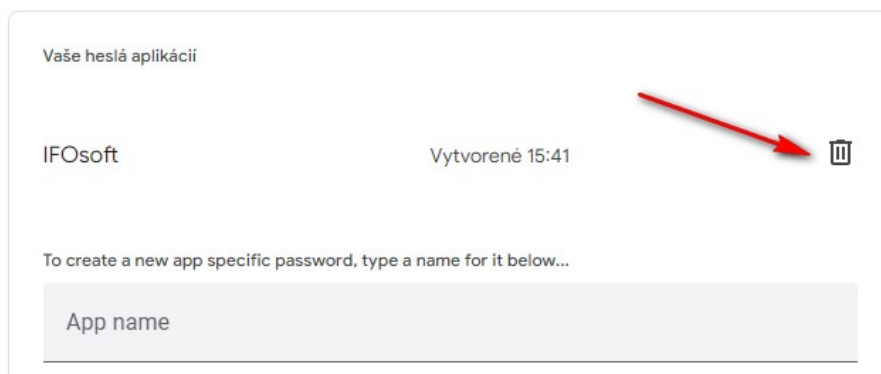 Vaše heslá aplikácií
IFOsoft Vytvorené 15:41
To create a new app specific password, type a name for it below...
App name